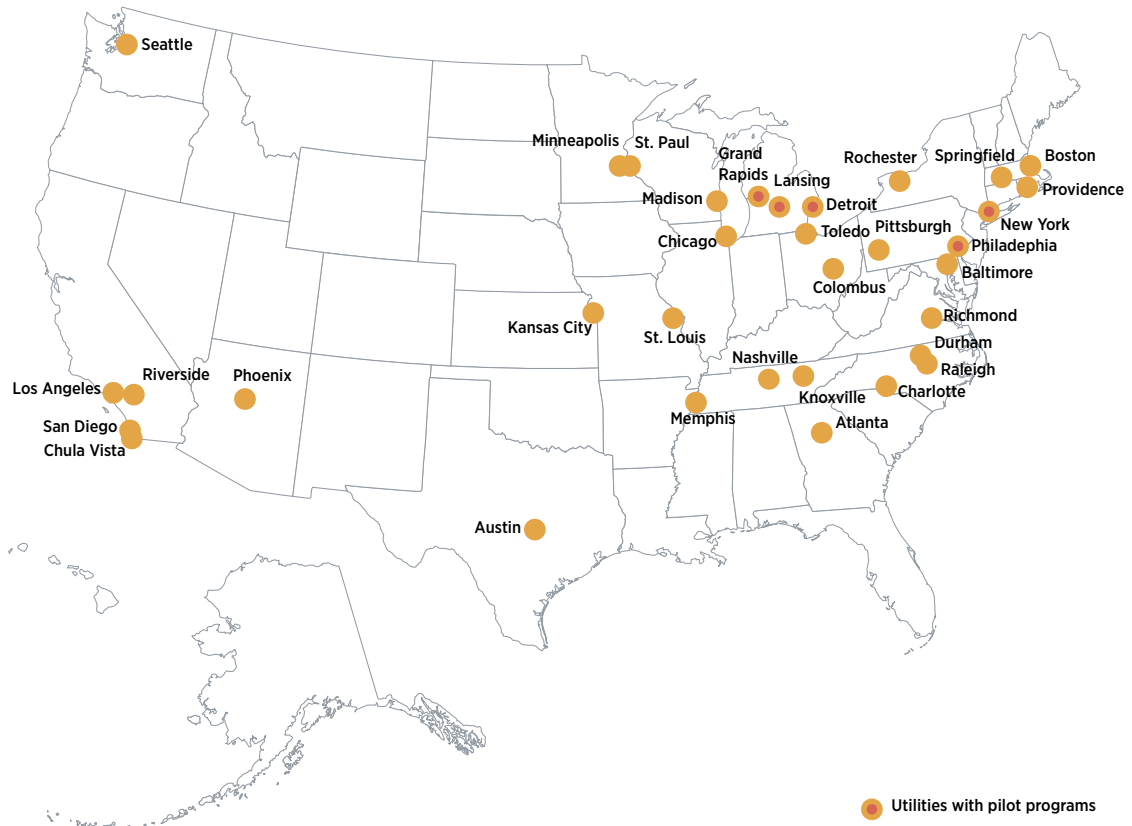 Seattle
Minneapolis
St. Paul
Grand
Rapids
Lansing
Rochester
Springfield
Boston
Providence
Madison
Detroit
New York
Chicago
Toledo
Pittsburgh
Philadephia
Baltimore
Colombus
Kansas City
St. Louis
Richmond
Durham
Raleigh
Nashville
Knoxville
Charlotte
Memphis
Atlanta
Los Angeles
Riverside
Phoenix
San Diego
Chula Vista
Austin
Utilities with pilot programs